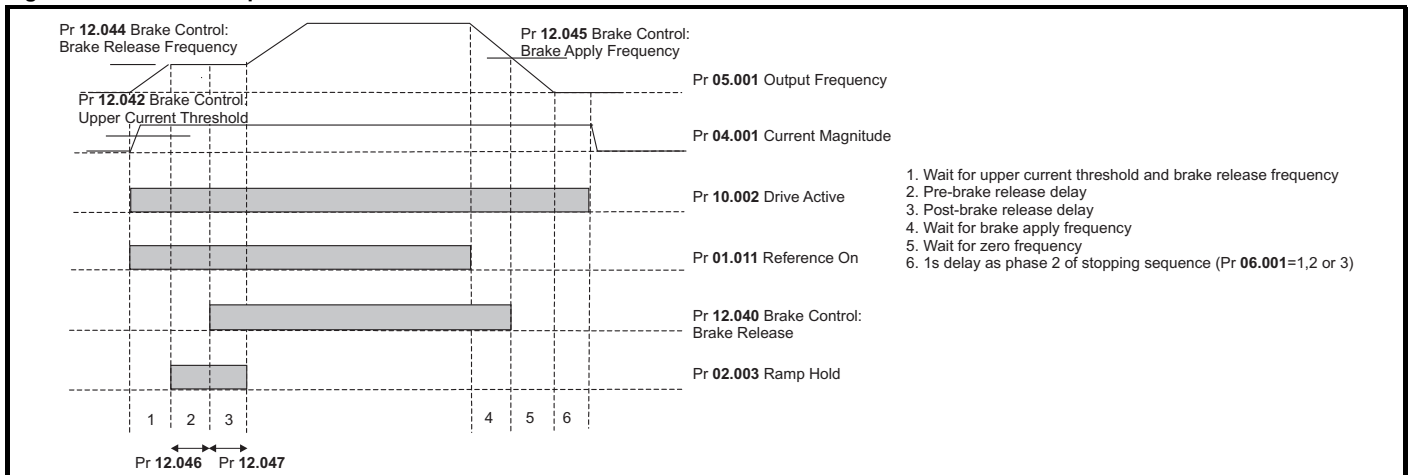 Pr 12.044 Brake Control:
Brake Release Frequency
Pr 12.045 Brake Control:
Brake Apply Frequency
Pr 05.001 Output Frequency
Pr 12.042 Brake Control:
Upper Current Threshold
Pr 04.001 Current Magnitude
Pr 10.002 Drive Active
Pr 01.011 Reference On
Pr 12.040 Brake Control:
Brake Release
Pr 02.003 Ramp Hold
1 2 3 4 5 6
Pr 12.046 Pr 12.047
1. Wait for upper current threshold and brake release frequency
2. Pre-brake release delay
3. Post-brake release delay
4. Wait for brake apply frequency
5. Wait for zero frequency
6. 1s delay as phase 2 of stopping sequence (Pr 06.001=1,2 or 3)